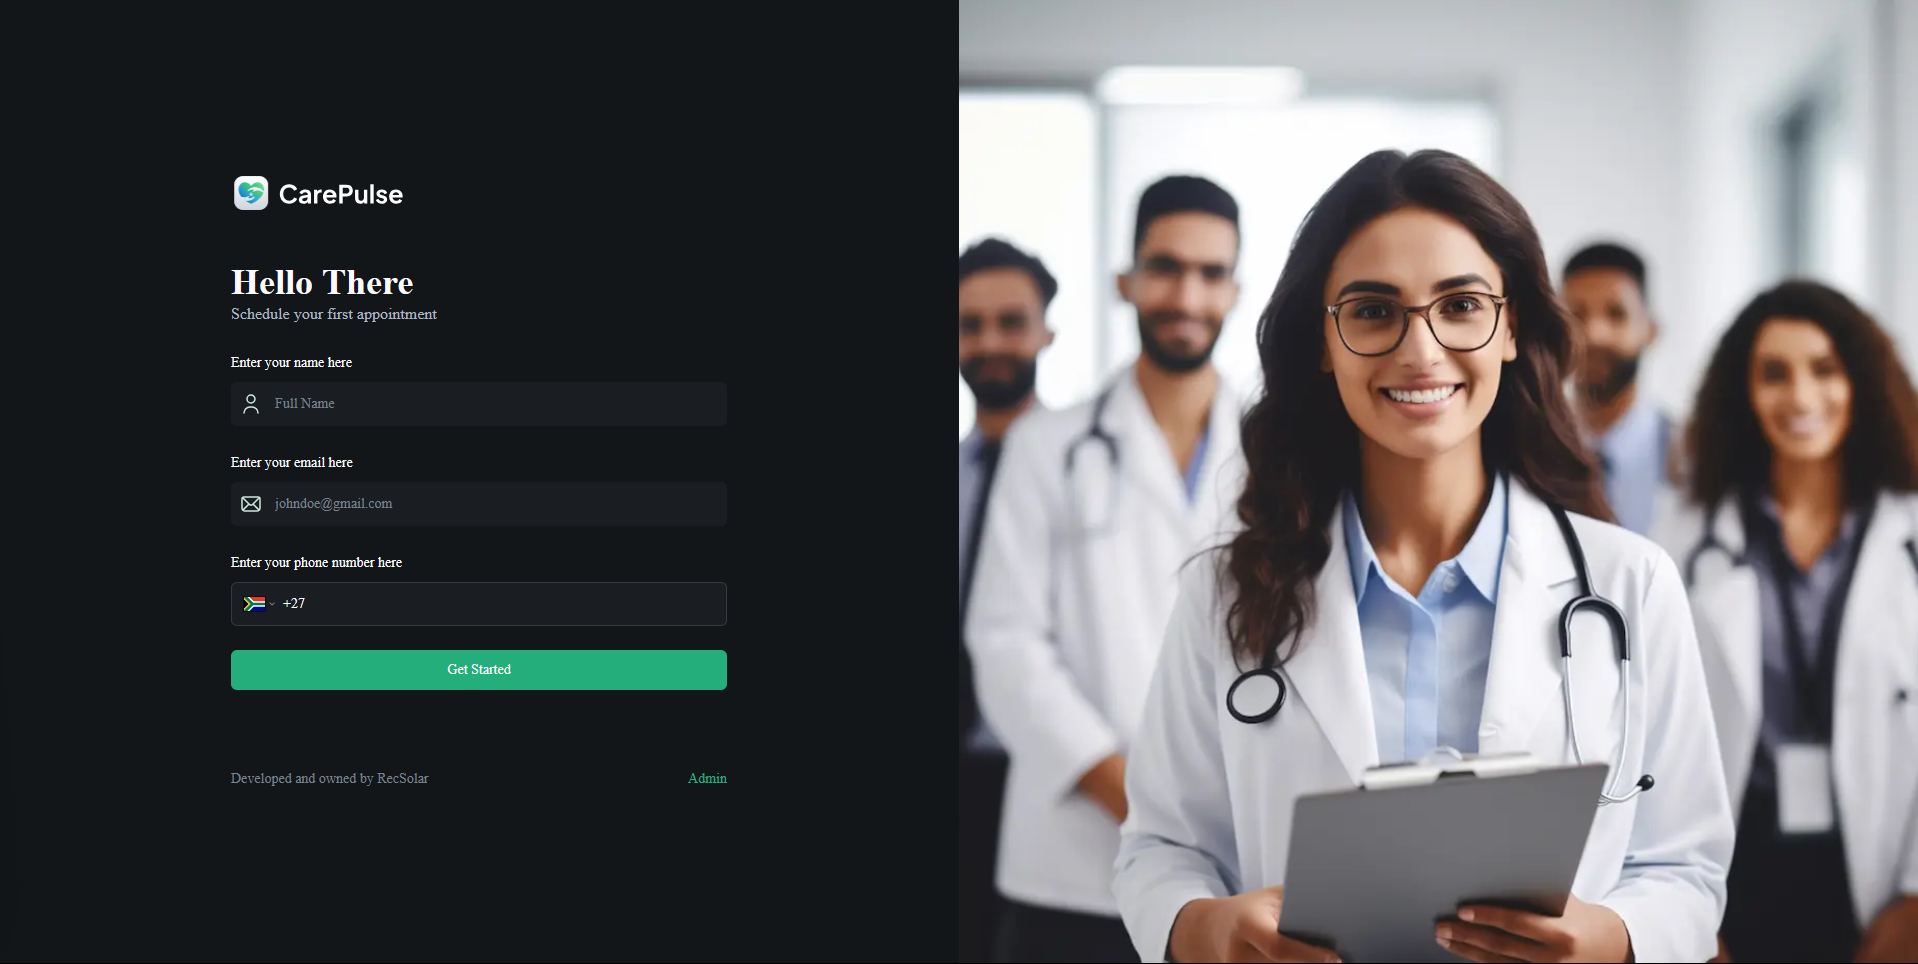 CarePulse
Hello There
Schedule your first appointment
Enter your name here
Full Name
Enter your email here
johndoe@gmail.com
Enter your phone number here
+27
Get Started
Developed and owned by RecSolar
Admin